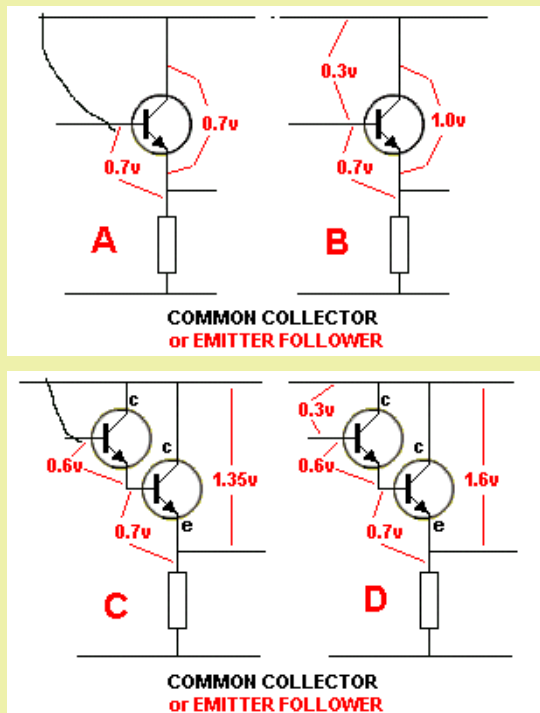 0.7v
0.7v
A
COMMON COLLECTOR
or EMITTER FOLLOWER
0.3v
1.0v
0.7v
B
c
c
0.6v
1.35v
0.7v
e
C
0.3v
c
c
0.6v
1.6v
0.7v
e
D
COMMON COLLECTOR
or EMITTER FOLLOWER